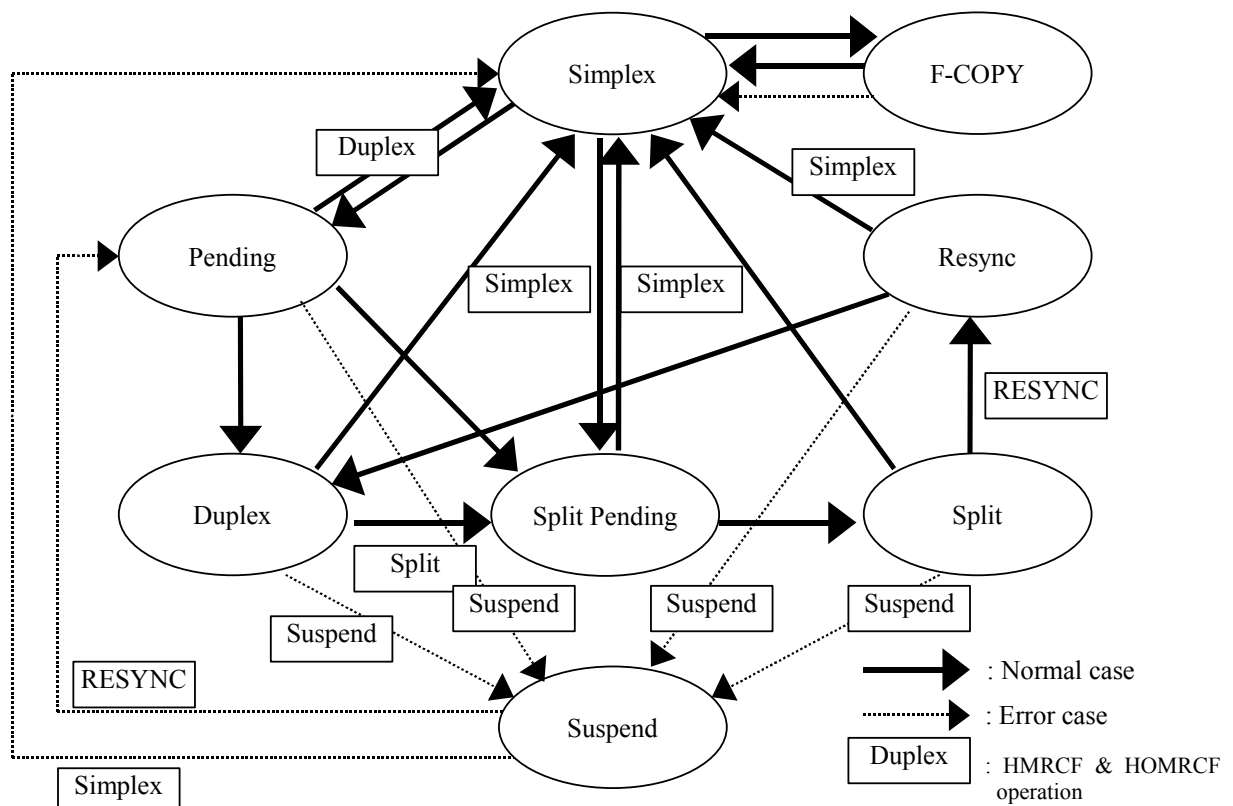 Simplex
F-COPY
Duplex
Simplex
Pending
Resync
Simplex
Simplex
RESYNC
Duplex
Split Pending
Split
Split
Suspend
Suspend
Suspend
Suspend
RESYNC
: Normal case
: Error case
Suspend
Duplex
: HMRCF & HOMRCF
operation
Simplex